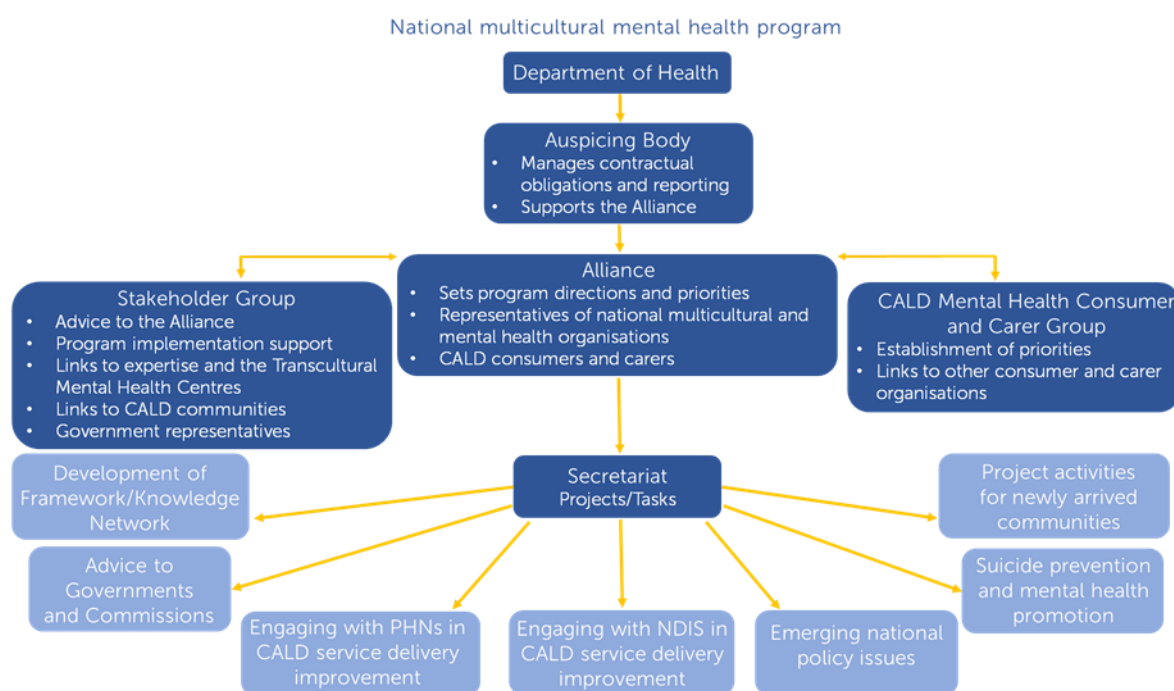 National multicultural mental health program
Department of Health
Auspicing Body
• Manages contractual
obligations and reporting
• Supports the Alliance
Stakeholder Group
• Advice to the Alliance
• Program implementation support
• Links to expertise and the Transcultural
Mental Health Centres
• Links to CALD communities
• Government representatives
Alliance
• Sets program directions and priorities
• Representatives of national multicultural and
mental health organisations
• CALD consumers and carers
CALD Mental Health Consumer
and Carer Group
• Establishment of priorities
• Links to other consumer and carer
organisations
Secretariat
Projects/Tasks
Development of
Framework/Knowledge
Network
Advice to
Governments
and Commissions
Engaging with PHNs in
CALD service delivery
improvement
Engaging with NDIS in
CALD service delivery
improvement
Emerging national
policy issues
Suicide prevention
and mental health
promotion
Project activities
for newly arrived
communities